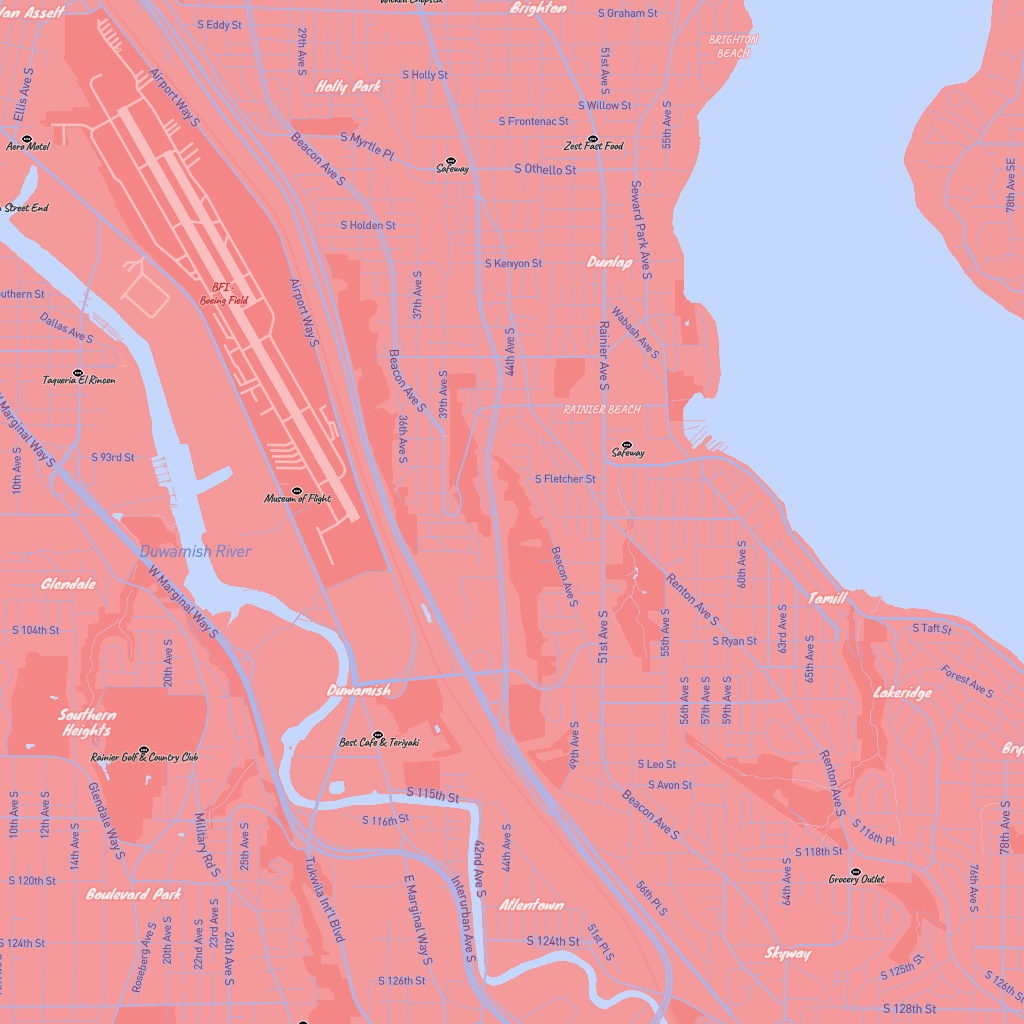 Van Asselt
Brighton
S Graham St
S Eddy St
29th Ave S
BRIGHTON
BEACH
51st Ave S
S Holly St
Holly Park
Airport Way S
Ellis Ave S
S Willow St
S Frontenac St
55th Ave S
Aero Motel
S Myrtle Pl
Beacon Ave S
Zest Fast Food
Safeway
S Othello St
78th Ave SE
Street End
S Holden St
Seward Park Ave S
S Kenyon St
Dunlap
BFI -
Boeing Field
37th Ave S
Airport Way S
Dallas Ave S
Wabash Ave S
44th Ave S
Rainier Ave S
Taqueria El Rincon
Beacon Ave S
39th Ave S
RAINIER BEACH
W Marginal Way S
36th Ave S
Safeway
S 93rd St
10th Ave S
S Fletcher St
Museum of Flight
Duwamish River
Glendale
W Marginal Way S
Beacon Ave S
60th Ave S
Renton Ave S
Tamill
S 104th St
20th Ave S
51st Ave S
55th Ave S
S Ryan St
63rd Ave S
65th Ave S
S Taft St
Forest Ave S
Duwamish
56th Ave S
57th Ave S
59th Ave S
Lakeridge
Southern
Heights
Rainier Golf & Country Club
Best Cafe & Teriyaki
49th Ave S
S Leo St
S Avon St
Renton Ave S
10th Ave S
12th Ave S
14th Ave S
Glendale Way S
Military Rd S
25th Ave S
S 115th St
S 116th St
42nd Ave S
44th Ave S
Beacon Ave S
S 116th Pl
S 118th St
78th Ave S
S 120th St
Boulevard Park
Tukwila Int'l Blvd
E Marginal Way S
Interurban Ave S
Allentown
56th Pl S
64th Ave S
Grocery Outlet
76th Ave S
S 124th St
Roseberg Ave S
20th Ave S
22nd Ave S
23rd Ave S
24th Ave S
S 126th St
S 124th St
51st Pl S
Skyway
S 125th St
S 126th St
S 128th St